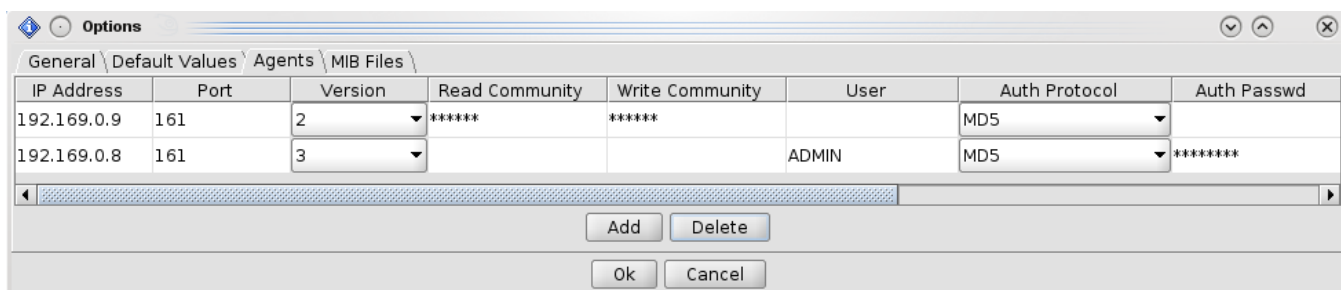 Options
General Default Values Agents MIB Files
IP Address Port Version Read Community Write Community User Auth Protocol Auth Passwd
192.169.0.9 161 2 ****** ****** MD5
192.169.0.8 161 3 ADMIN MD5 ********
Add Delete
Ok Cancel